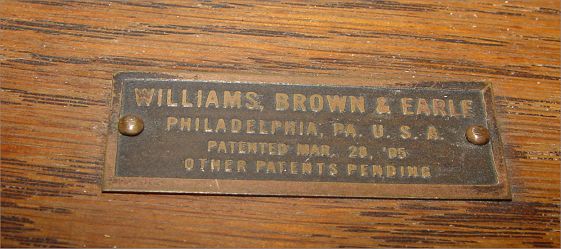 WILLIAMS, BROWN & EARLE
PHILADELPHIA, PA. U. S. A.
PATENTED MAR. 28, '05
OTHER PATENTS PENDING